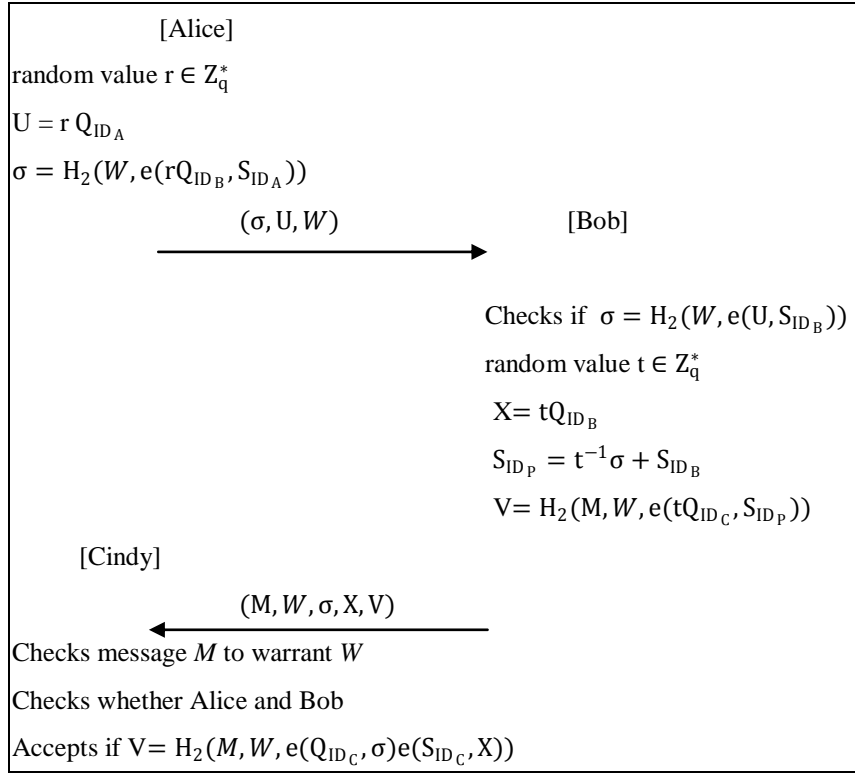 [Alice]
random value r ∈ Z_q^*
U = r Q_{ID_A}
σ = H_2(W, e(rQ_{ID_B}, S_{ID_A}))
(σ, U, W)
[Bob]
Checks if σ = H_2(W, e(U, S_{ID_B}))
random value t ∈ Z_q^*
X= tQ_{ID_B}
S_{ID_P} = t^{-1}σ + S_{ID_B}
V= H_2(M, W, e(tQ_{ID_C}, S_{ID_P}))
[Cindy]
(M, W, σ, X, V)
Checks message M to warrant W
Checks whether Alice and Bob
Accepts if V= H_2(M, W, e(Q_{ID_C}, σ)e(S_{ID_C}, X))